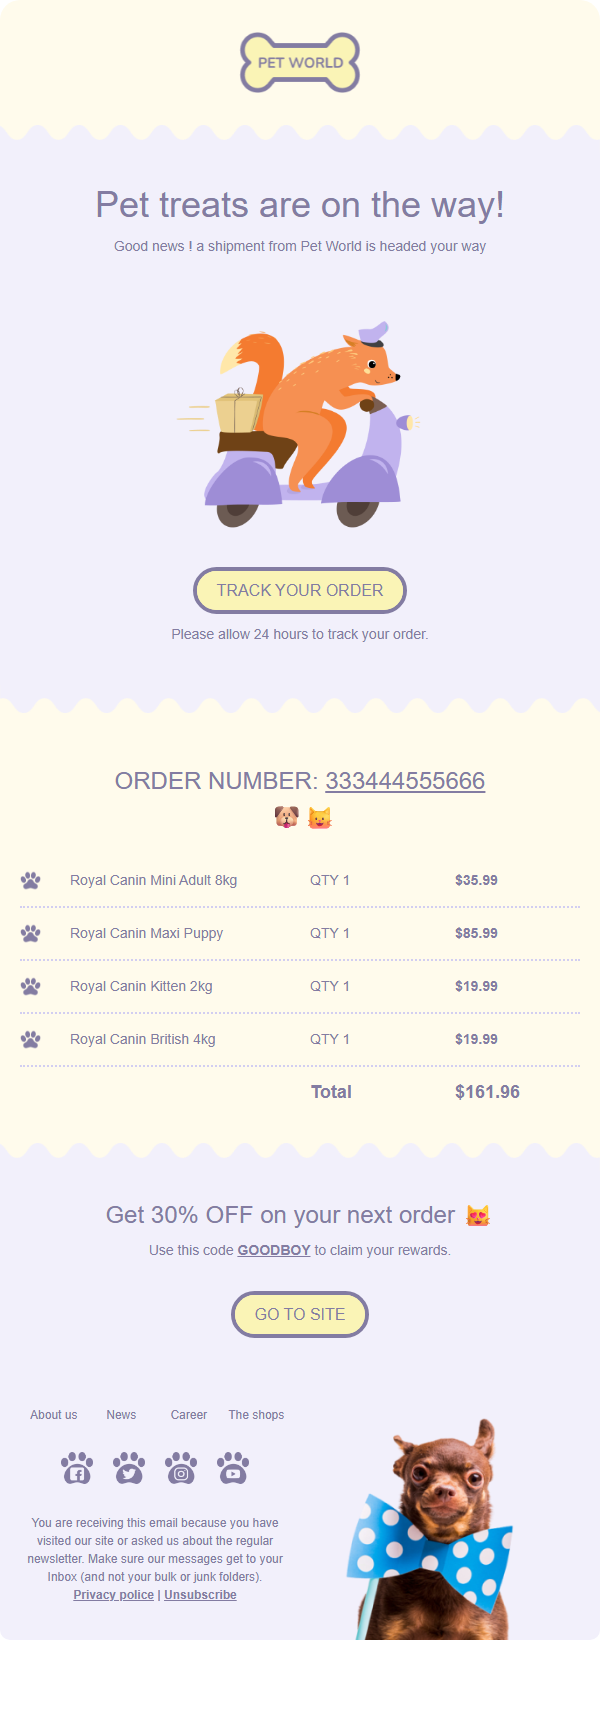 PET WORLD
Pet treats are on the way!
Good news ! a shipment from Pet World is headed your way
TRACK YOUR ORDER
Please allow 24 hours to track your order.
ORDER NUMBER: 333444555666
Royal Canin Mini Adult 8kg QTY 1 $35.99
Royal Canin Maxi Puppy QTY 1 $85.99
Royal Canin Kitten 2kg QTY 1 $19.99
Royal Canin British 4kg QTY 1 $19.99
Total $161.96
Get 30% OFF on your next order
Use this code GOODBOY to claim your rewards.
GO TO SITE
About us News Career The shops
You are receiving this email because you have
visited our site or asked us about the regular
newsletter. Make sure our messages get to your
Inbox (and not your bulk or junk folders).
Privacy police | Unsubscribe